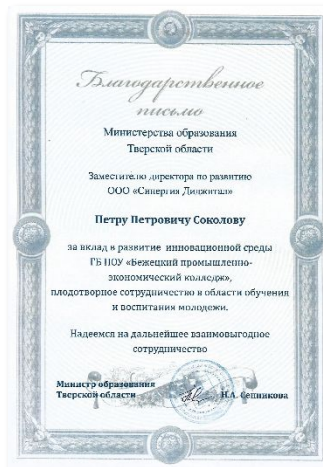 Благодарственное
письмо
Министерства образования
Тверской области
Заместителю директора по развитию
ООО «Синергия Диджитал»
Петру Петровичу Соколову
за вклад в развитие инновационной среды
ГБ ПОУ «Бежецкий промышленно-
экономический колледж»,
плодотворное сотрудничество в области обучения
и воспитания молодежи.
Надеемся на дальнейшее взаимовыгодное
сотрудничество
Министр образования
Тверской области
Н.А. Сенникова